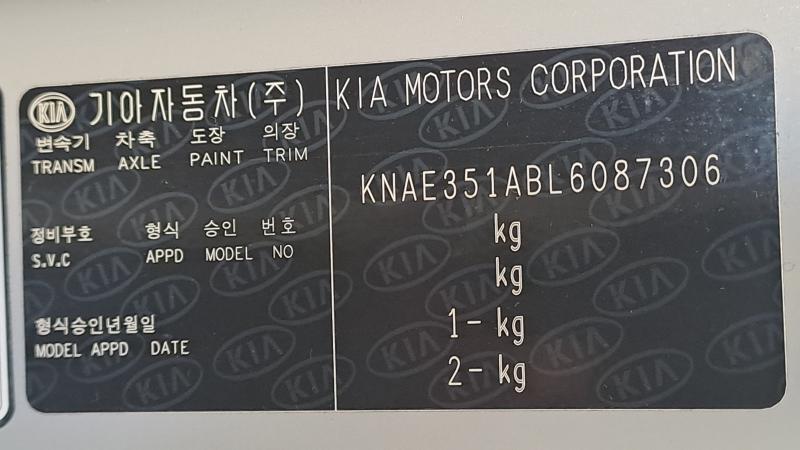 KIA 기아자동차(주)
변속기 차축 도장 의장
TRANSM AXLE PAINT TRIM
정비부호 형식 승인 번호
S.V.C APPD MODEL NO
형식승인년월일
MODEL APPD DATE
KIA MOTORS CORPORATION
KNAE351ABL6087306
kg
kg
1- kg
2- kg